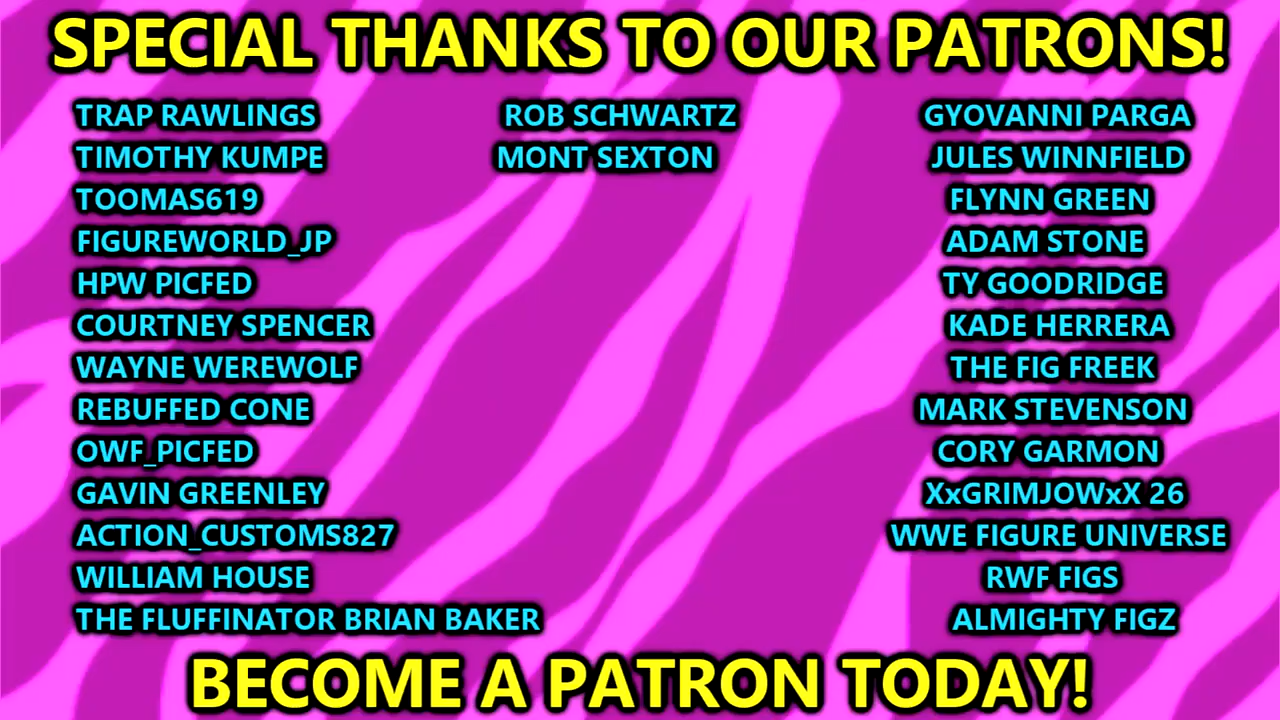 SPECIAL THANKS TO OUR PATRONS!
TRAP RAWLINGS
TIMOTHY KUMPE
TOOMAS619
FIGUREWORLD_JP
HPW PICFED
COURTNEY SPENCER
WAYNE WEREWOLF
REBUFFED CONE
OWF_PICFED
GAVIN GREENLEY
ACTION_CUSTOMS827
WILLIAM HOUSE
THE FLUFFINATOR BRIAN BAKER
ROB SCHWARTZ
MONT SEXTON
GYOVANNI PARGA
JULES WINNFIELD
FLYNN GREEN
ADAM STONE
TY GOODRIDGE
KADE HERRERA
THE FIG FREEK
MARK STEVENSON
CORY GARMON
XxGRIMJOWxX 26
WWE FIGURE UNIVERSE
RWF FIGS
ALMIGHTY FIGZ
BECOME A PATRON TODAY!